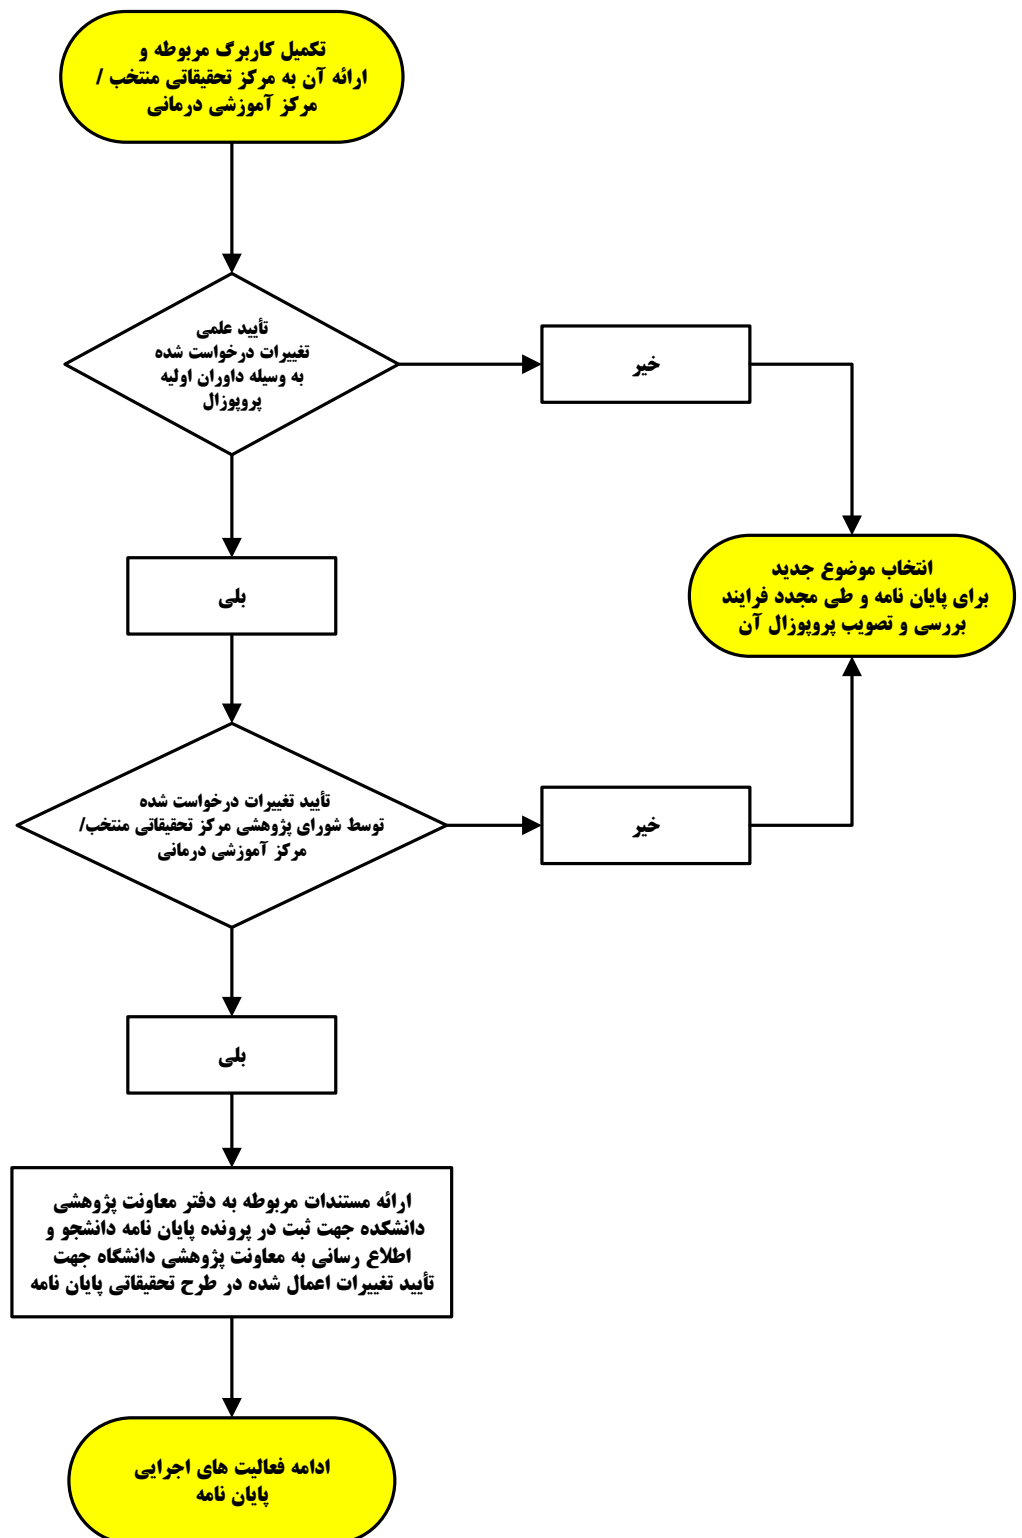 تکمیل کاربرگ مربوطه و
ارائه آن به مرکز تحقیقاتی منتخب /
مرکز آموزشی درمانی
تأیید علمی
تغییرات درخواست شده
به وسیله داوران اولیه
پروپوزال
خیر
بلی
انتخاب موضوع جدید
برای پایان نامه و طی مجدد فرایند
بررسی و تصویب پروپوزال آن
تأیید تغییرات درخواست شده
توسط شورای پژوهشی مرکز تحقیقاتی منتخب/
مرکز آموزشی درمانی
خیر
بلی
ارائه مستندات مربوطه به دفتر معاونت پژوهشی
دانشکده جهت ثبت در پرونده پایان نامه دانشجو و
اطلاع رسانی به معاونت پژوهشی دانشگاه جهت
تأیید تغییرات اعمال شده در طرح تحقیقاتی پایان نامه
ادامه فعالیت های اجرایی
پایان نامه